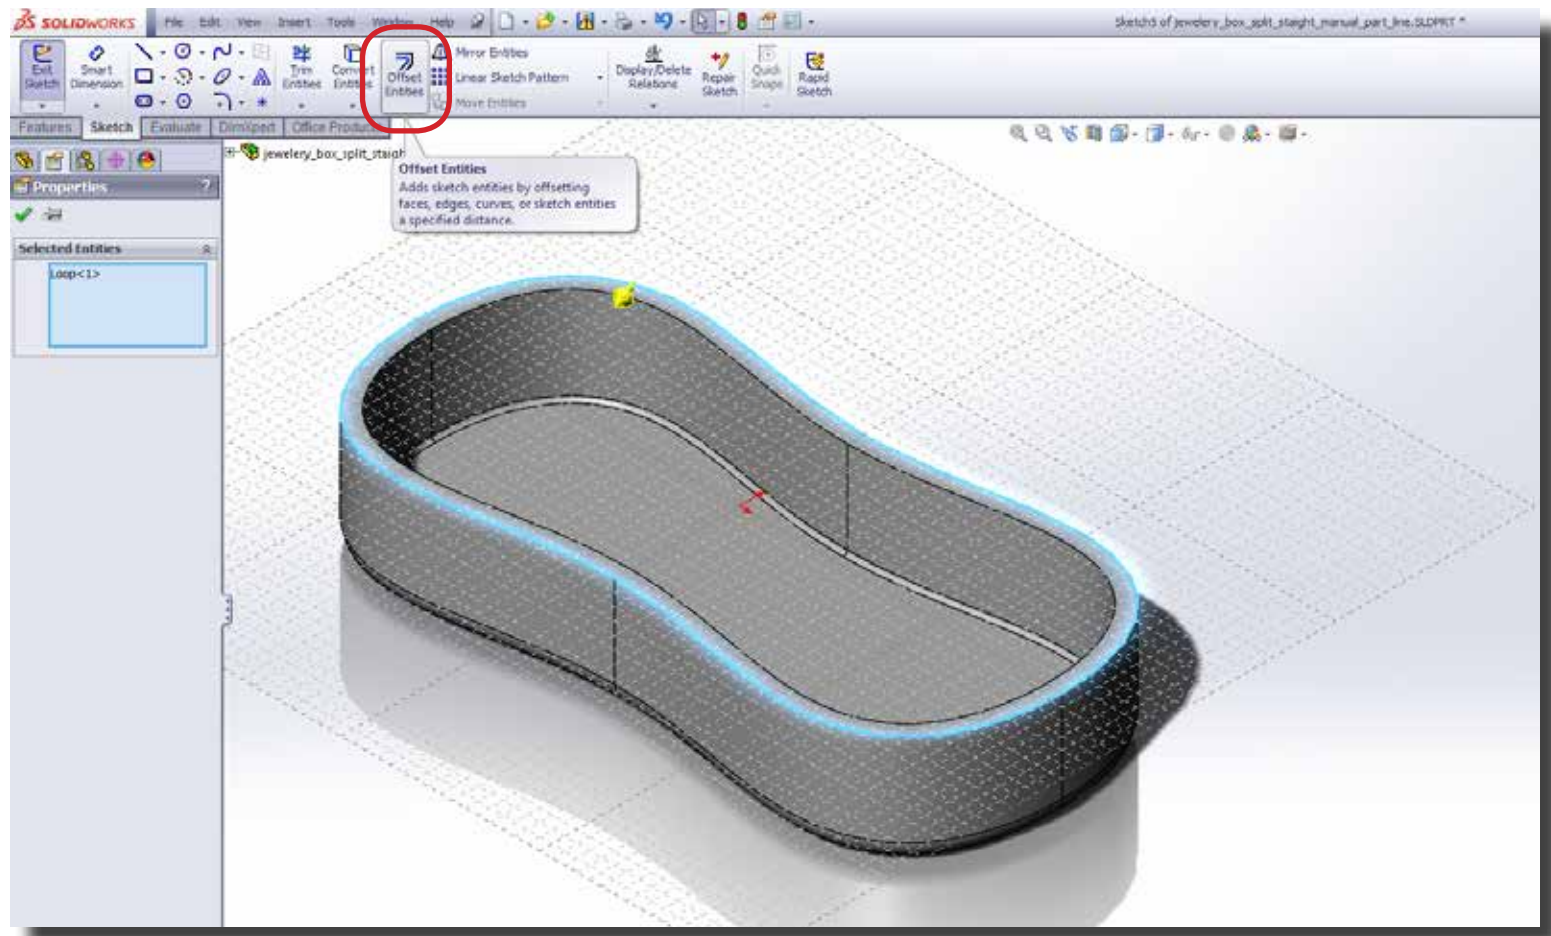 SOLIDWORKS File Edit View Insert Tools Window Help
Sketch5 of jewelery_box_split_staight_manual_part_line.SLDPRT *
Exit Sketch
Smart Dimension
Trim Entities
Convert Entities
Offset Entities
Mirror Entities
Linear Sketch Pattern
Move Entities
Display/Delete Relations
Repair Sketch
Quick Snaps
Rapid Sketch
Features Sketch Evaluate DimXpert Office Produc
jewelery_box_split_staigh
Properties ?
Selected Entities
Loop<1>
Offset Entities
Adds sketch entities by offsetting
faces, edges, curves, or sketch entities
a specified distance.